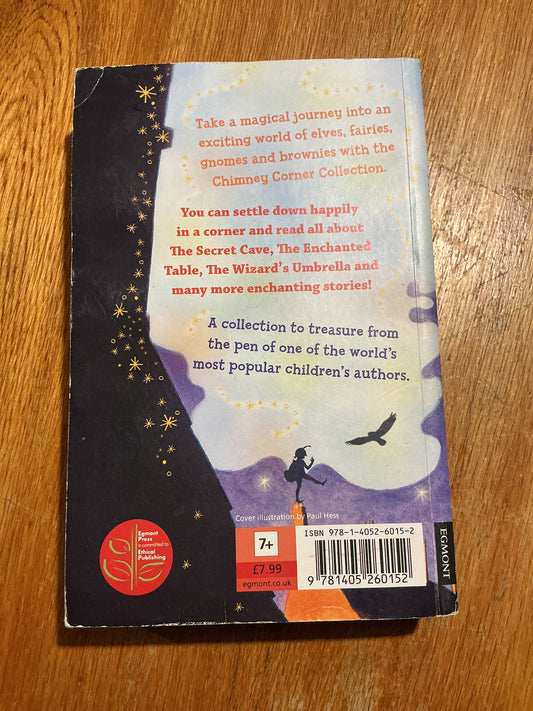 Take a magical journey into an
exciting world of elves, fairies,
gnomes and brownies with the
Chimney Corner Collection.
You can settle down happily
in a corner and read all about
The Secret Cave, The Enchanted
Table, The Wizard's Umbrella and
many more enchanting stories!
A collection to treasure from
the pen of one of the world's
most popular children's authors.
Cover illustration by Paul Hess
Egmont
Press
is committed to
Ethical
Publishing
7+
£7.99
egmont.co.uk
ISBN 978-1-4052-6015-2
9 781405 260152
EGMONT